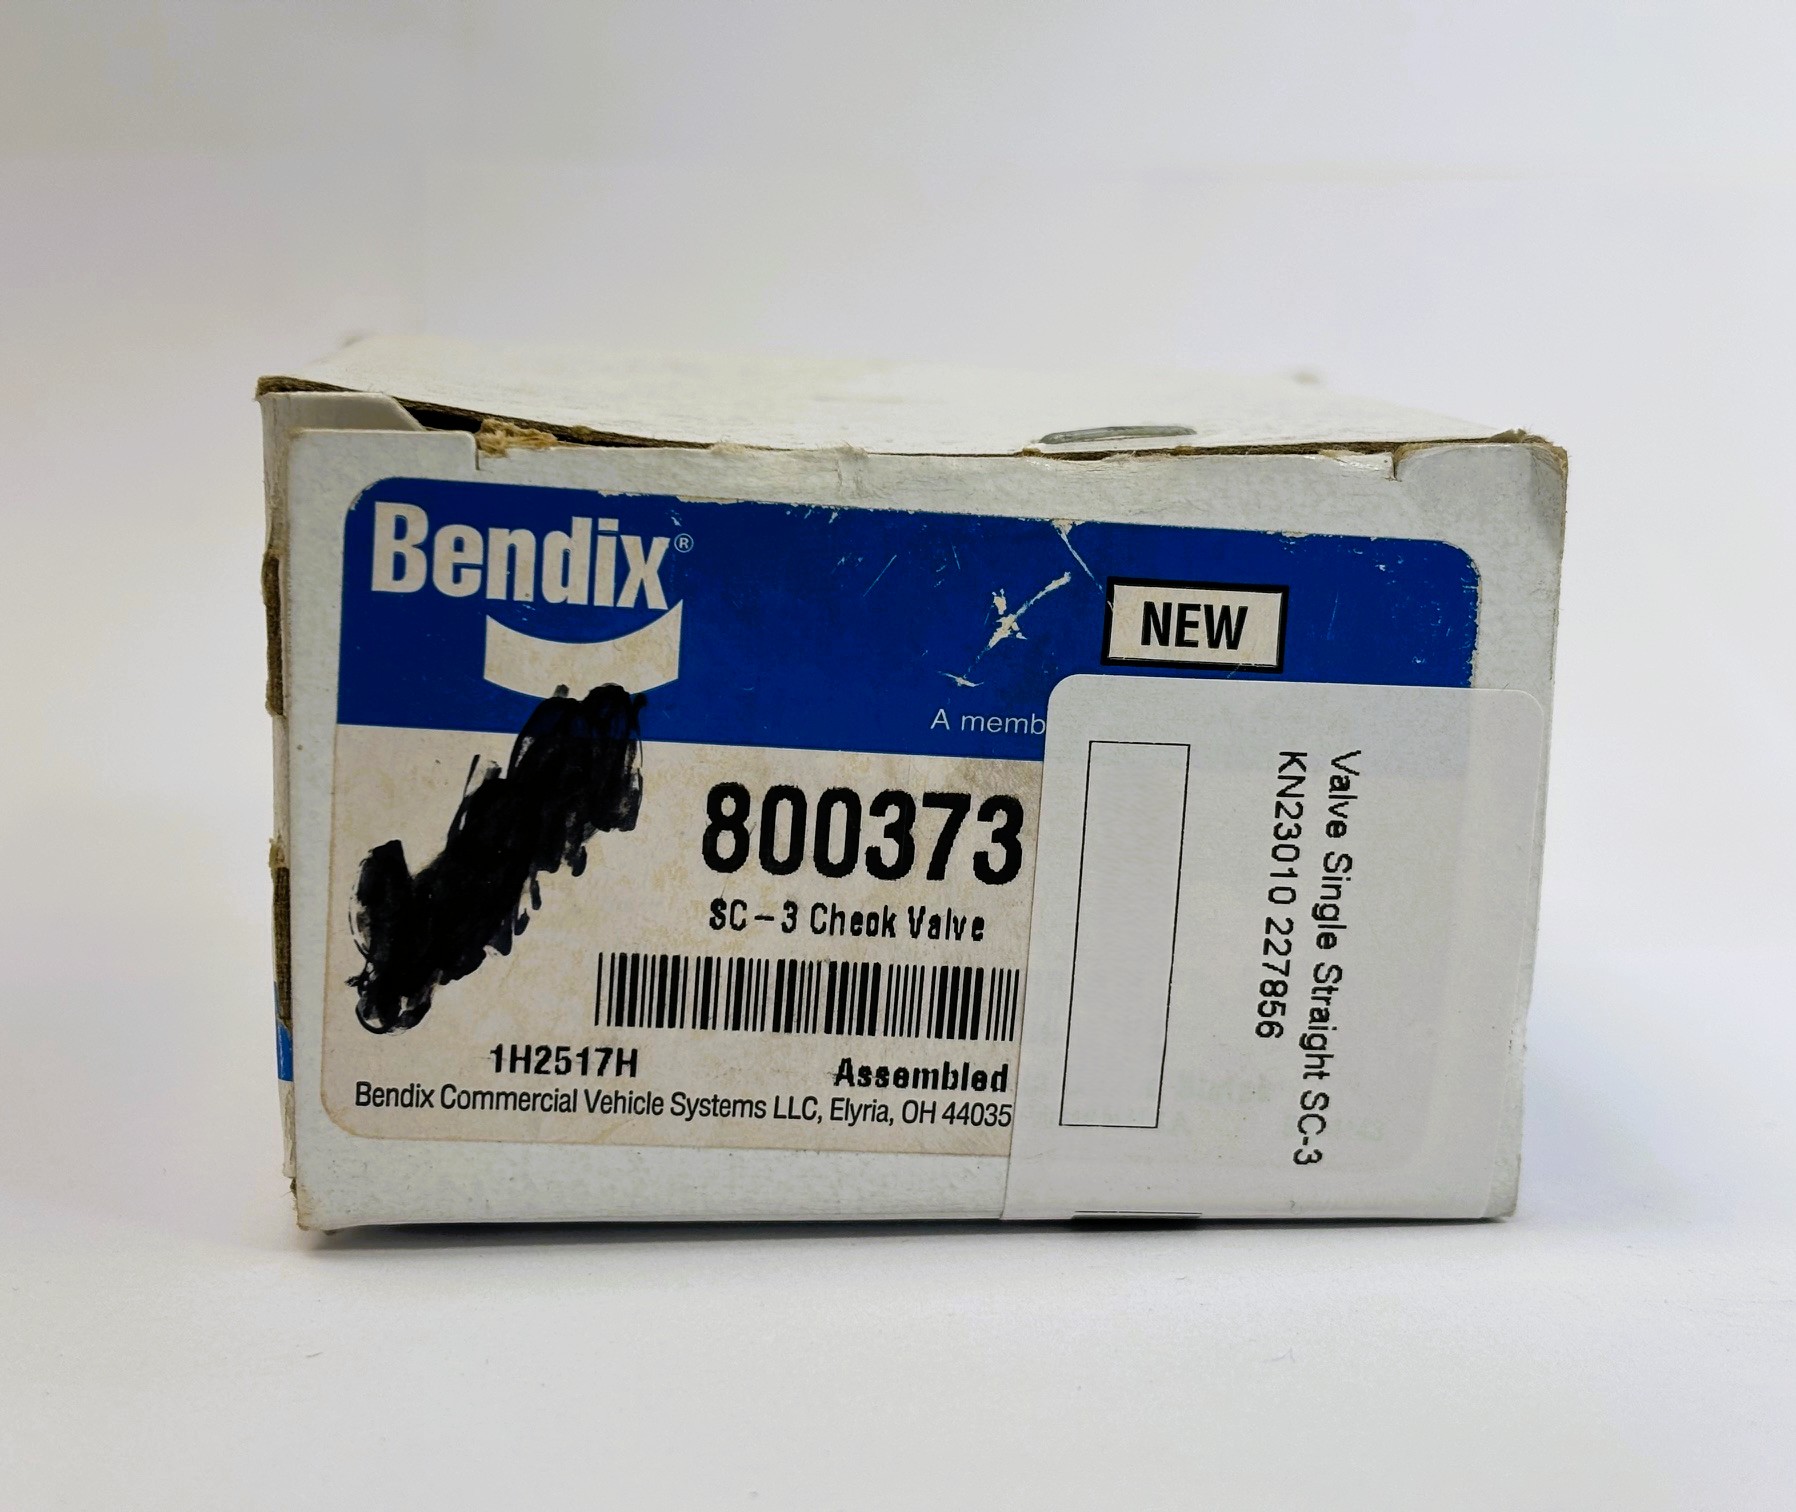 Bendix®
NEW
A memb
800373
SC-3 Check Valve
1H2517H
Assembled
Bendix Commercial Vehicle Systems LLC, Elyria, OH 44035
Valve Single Straight SC-3
KN23010 227856